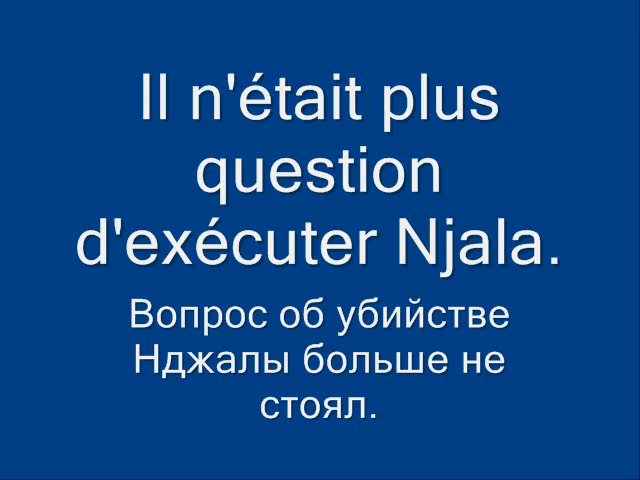 Il n'était plus
question
d'exécuter Njala.
Вопрос об убийстве
Нджалы больше не
стоял.